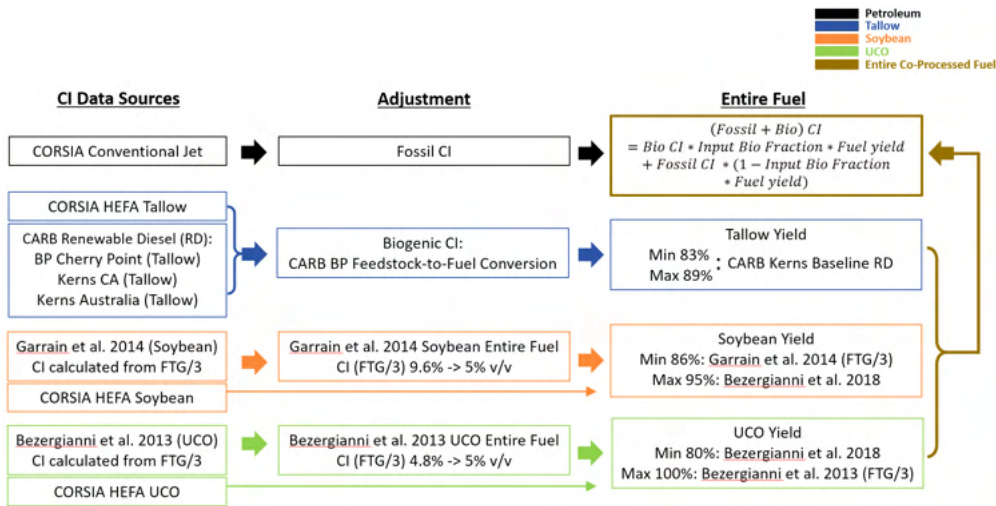 Petroleum
Tallow
Soybean
UCO
Entire Co-Processed Fuel
CI Data Sources
Adjustment
Entire Fuel
CORSIA Conventional Jet
Fossil CI
(Fossil + Bio) CI
= Bio CI * Input Bio Fraction * Fuel yield
+ Fossil CI * (1 − Input Bio Fraction
* Fuel yield)
CORSIA HEFA Tallow
CARB Renewable Diesel (RD):
BP Cherry Point (Tallow)
Kerns CA (Tallow)
Kerns Australia (Tallow)
Biogenic CI:
CARB BP Feedstock-to-Fuel Conversion
Tallow Yield
Min 83%
Max 89%
: CARB Kerns Baseline RD
Garrain et al. 2014 (Soybean)
CI calculated from FTG/3
CORSIA HEFA Soybean
Garrain 2014 Soybean Entire Fuel
CI (FTG/3) 9.6% -> 5% v/v
Soybean Yield
Min 86%: Garrain et al. 2014 (FTG/3)
Max 95%: Bezergianni et al. 2018
Bezergianni et al. 2013 (UCO)
CI calculated from FTG/3
CORSIA HEFA UCO
Bezergianni et al. 2013 UCO Entire Fuel
CI (FTG/3) 4.8% -> 5% v/v
UCO Yield
Min 80%: Bezergianni et al. 2018
Max 100%: Bezergianni et al. 2013 (FTG/3)